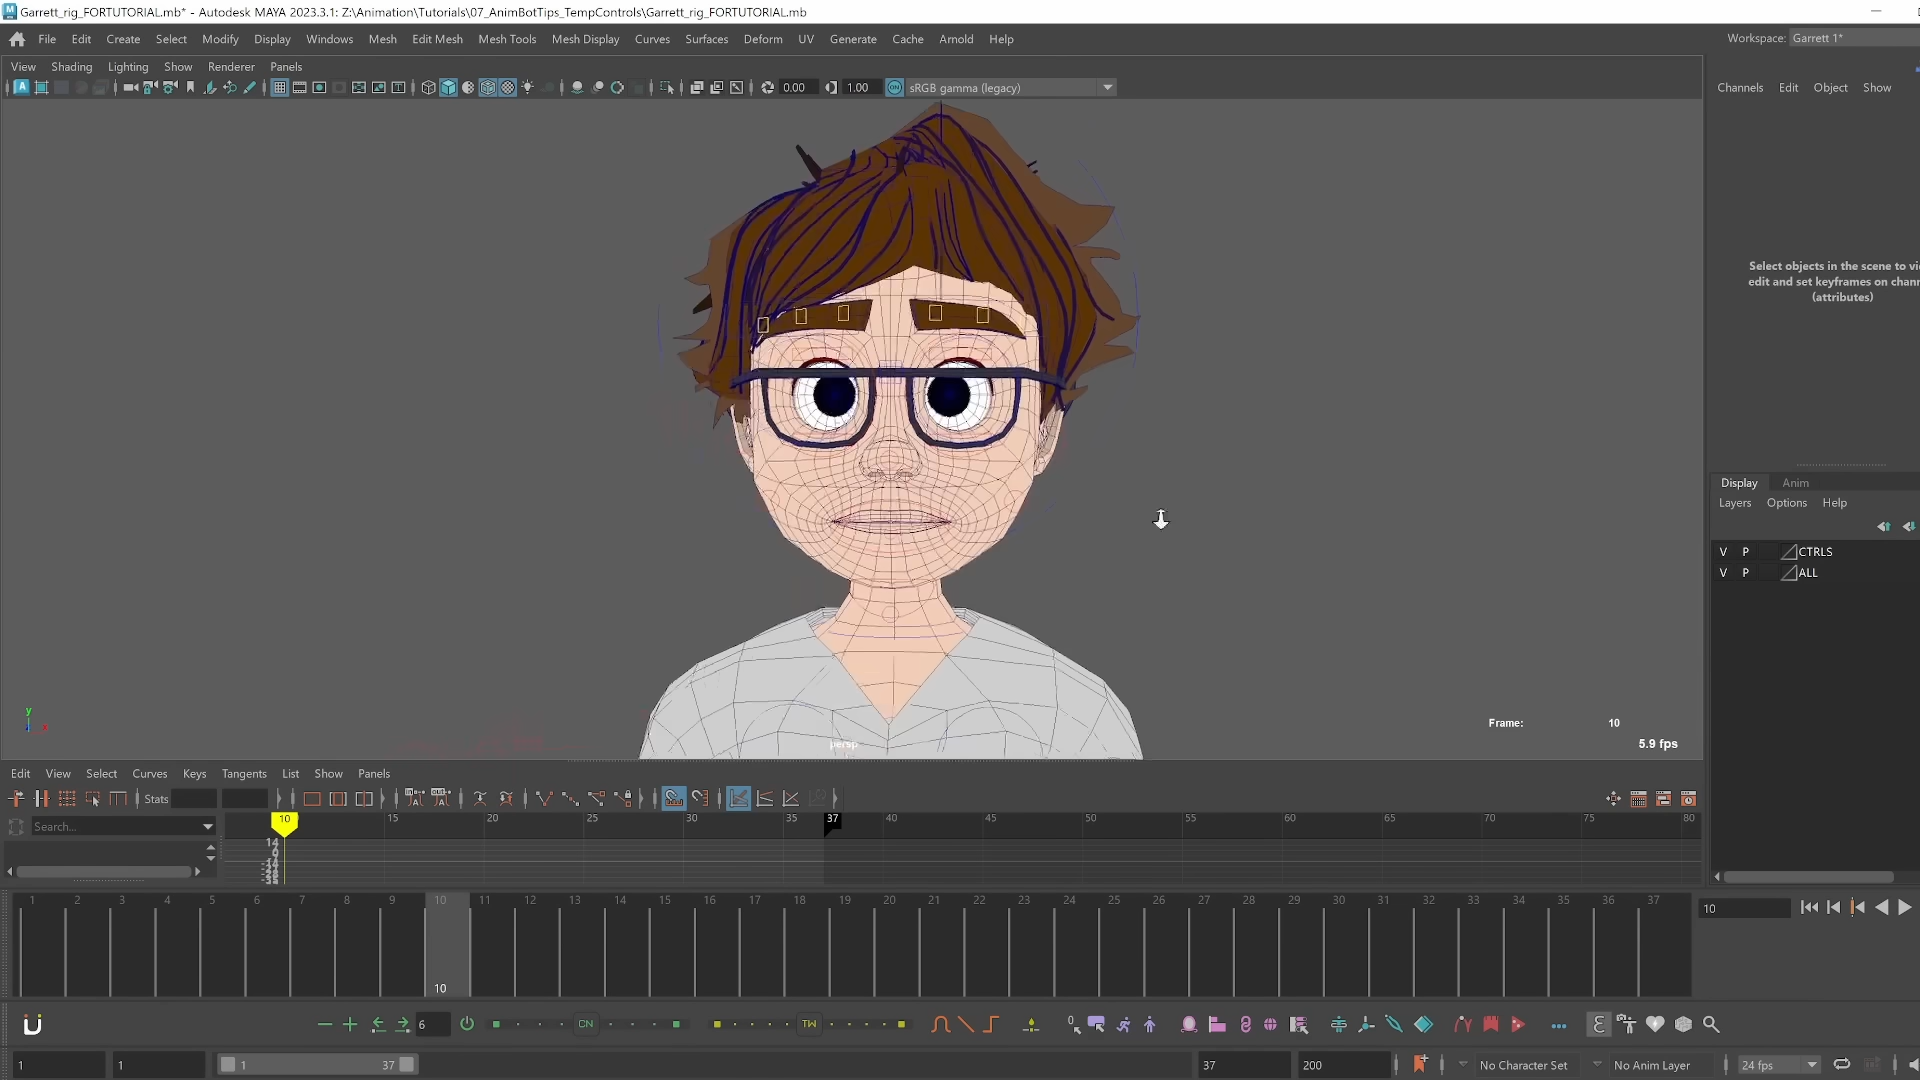 Garrett_rig_FORTUTORIAL.mb* - Autodesk MAYA 2023.3.1: Z:\Animation\Tutorials\07_AnimBotTips_TempControls\Garrett_rig_FORTUTORIAL.mb
File Edit Create Select Modify Display Windows Mesh Edit Mesh Mesh Tools Mesh Display Curves Surfaces Deform UV Generate Cache Arnold Help
Workspace: Garrett 1*
View Shading Lighting Show Renderer Panels
0.00 1.00 ON sRGB gamma (legacy)
Channels Edit Object Show
Select objects in the scene to vi
edit and set keyframes on chann
(attributes)
Display Anim
Layers Options Help
V P CTRLS
V P ALL
y
x
persp
Frame: 10
5.9 fps
Edit View Select Curves Keys Tangents List Show Panels
Stats
Search...
10 15 20 25 30 35 37 40 45 50 55 60 65 70 75 80
14
1 2 3 4 5 6 7 8 9 10 11 12 13 14 15 16 17 18 19 20 21 22 23 24 25 26 27 28 29 30 31 32 33 34 35 36 37
10
10
6 CN TW
1 1 1 37 37 200 No Character Set No Anim Layer 24 fps